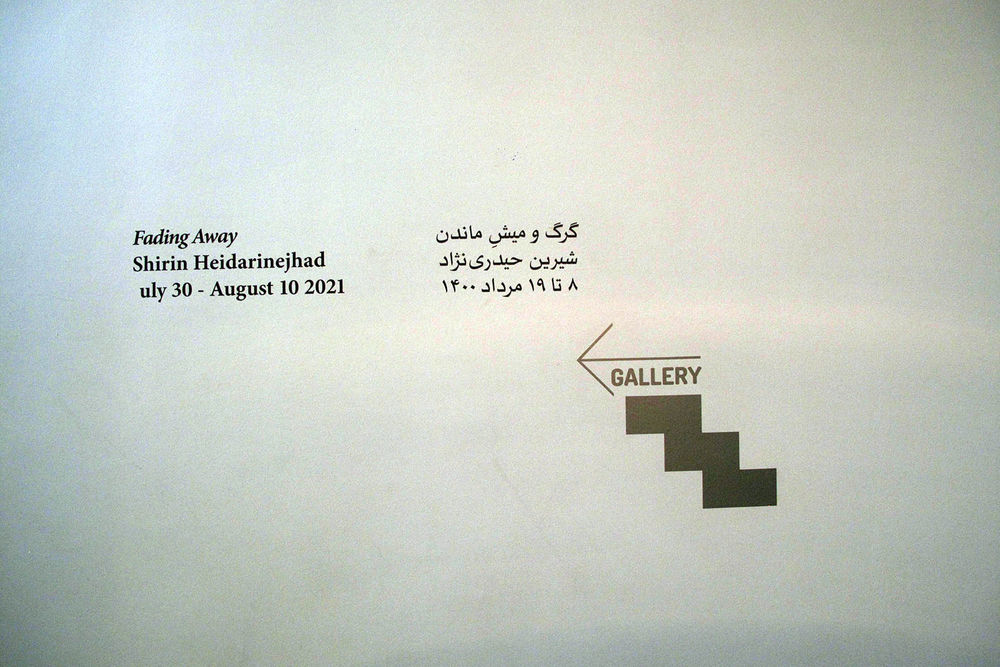 Fading Away
Shirin Heidarinejhad
uly 30 - August 10 2021
گرگ و میشِ ماندن
شیرین حیدری‌نژاد
۸ تا ۱۹ مرداد ۱۴۰۰
GALLERY